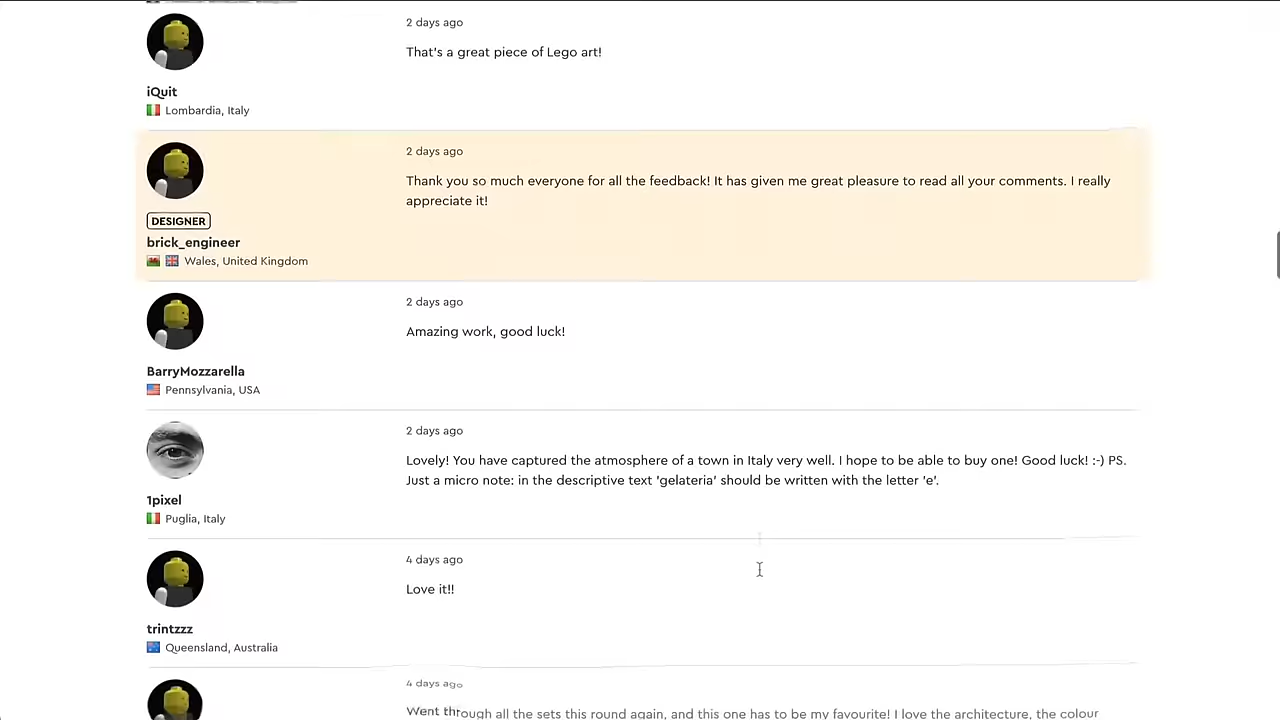 2 days ago
That's a great piece of Lego art!
iQuit
Lombardia, Italy
2 days ago
Thank you so much everyone for all the feedback! It has given me great pleasure to read all your comments. I really
appreciate it!
DESIGNER
brick_engineer
Wales, United Kingdom
2 days ago
Amazing work, good luck!
BarryMozzarella
Pennsylvania, USA
2 days ago
Lovely! You have captured the atmosphere of a town in Italy very well. I hope to be able to buy one! Good luck! :-) PS.
Just a micro note: in the descriptive text 'gelateria' should be written with the letter 'e'.
1pixel
Puglia, Italy
4 days ago
Love it!!
trintzzz
Queensland, Australia
4 days ago
Went through all the sets this round again, and this one has to be my favourite! I love the architecture, the colour